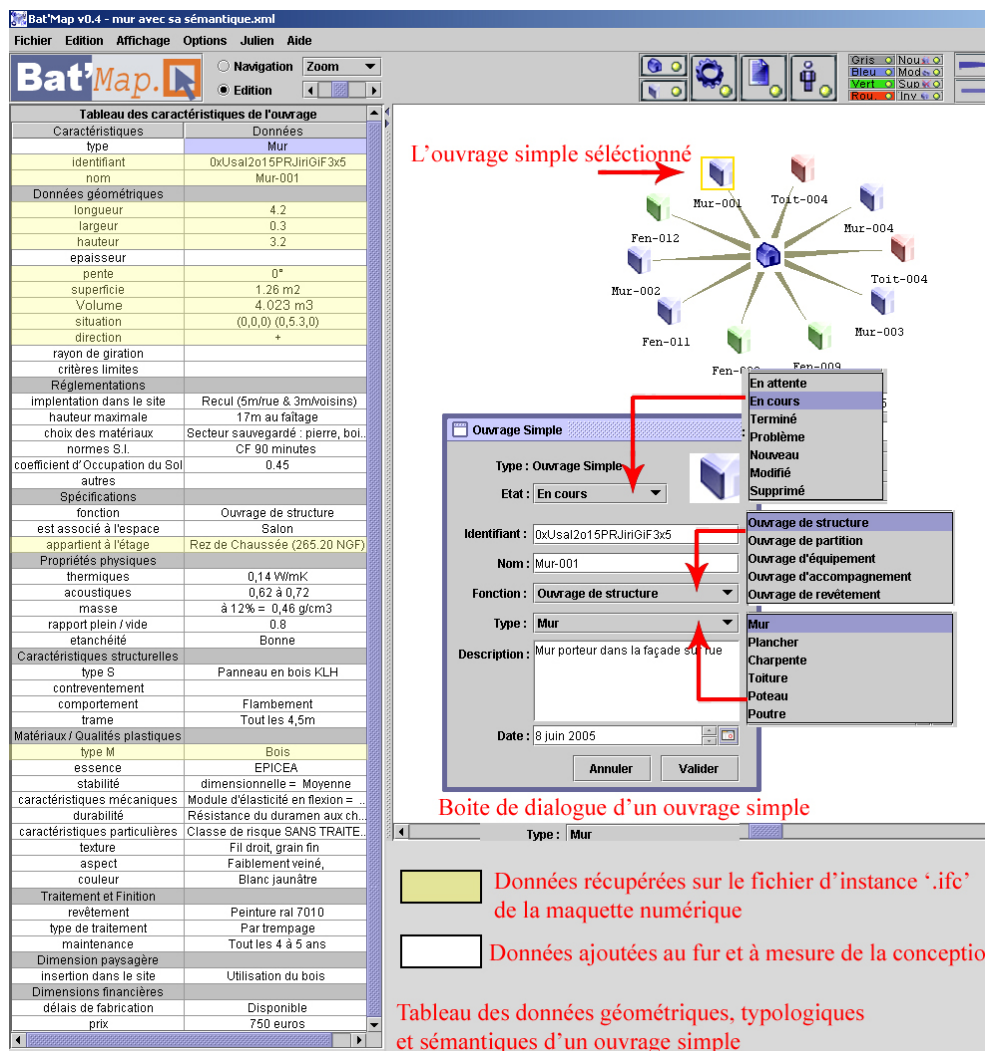 Bat'Map v0.4 - mur avec sa sémantique.xml
Fichier Edition Affichage Options Julien Aide
Bat'Map.
Navigation Zoom
Edition
Gris Nou
Bleu Mod
Vert Sup
Rou. Inv
Tableau des caractéristiques de l'ouvrage
Caractéristiques Données
type Mur
identifiant 0xUsal2o15PRJiriGiF3x5
nom Mur-001
Données géométriques
longueur 4.2
largeur 0.3
hauteur 3.2
epaisseur
pente 0°
superficie 1.26 m2
Volume 4.023 m3
situation (0,0,0) (0,5.3,0)
direction +
rayon de giration
critères limites
Réglementations
implentation dans le site Recul (5m/rue & 3m/voisins)
hauteur maximale 17m au faîtage
choix des matériaux Secteur sauvegardé : pierre, boi..
normes S.I. CF 90 minutes
coefficient d'Occupation du Sol 0.45
autres
Spécifications
fonction Ouvrage de structure
est associé à l'espace Salon
appartient à l'étage Rez de Chaussée (265.20 NGF)
Propriétés physiques
thermiques 0,14 W/mK
acoustiques 0,62 à 0,72
masse à 12% = 0,46 g/cm3
rapport plein / vide 0.8
etanchéité Bonne
Caractéristiques structurelles
type S Panneau en bois KLH
contreventement
comportement Flambement
trame Tout les 4,5m
Matériaux / Qualités plastiques
type M Bois
essence EPICEA
stabilité dimensionnelle = Moyenne
caractéristiques mécaniques Module d'élasticité en flexion = ..
durabilité Résistance du duramen aux ch...
caractéristiques particulières Classe de risque SANS TRAITE..
texture Fil droit, grain fin
aspect Faiblement veiné,
couleur Blanc jaunâtre
Traitement et Finition
revêtement Peinture ral 7010
type de traitement Par trempage
maintenance Tout les 4 à 5 ans
Dimension paysagère
insertion dans le site Utilisation du bois
Dimensions financières
délais de fabrication Disponible
prix 750 euros
L'ouvrage simple séléctionné
Mur-001
Toit-004
Mur-004
Fen-012
Toit-004
Mur-002
Mur-003
Fen-011
Fen-009
En attente
En cours
Terminé
Problème
Nouveau
Modifié
Supprimé
Ouvrage Simple
Type : Ouvrage Simple
Etat : En cours
Identifiant : 0xUsal2o15PRJiriGiF3x5
Nom : Mur-001
Fonction : Ouvrage de structure
Type : Mur
Description : Mur porteur dans la façade sur rue
Date : 8 juin 2005
Annuler Valider
Ouvrage de structure
Ouvrage de partition
Ouvrage d'équipement
Ouvrage d'accompagnement
Ouvrage de revêtement
Mur
Plancher
Charpente
Toiture
Poteau
Poutre
Boite de dialogue d'un ouvrage simple
Type : Mur
Données récupérées sur le fichier d'instance '.ifc'
de la maquette numérique
Données ajoutées au fur et à mesure de la conceptio
Tableau des données géométriques, typologiques
et sémantiques d'un ouvrage simple